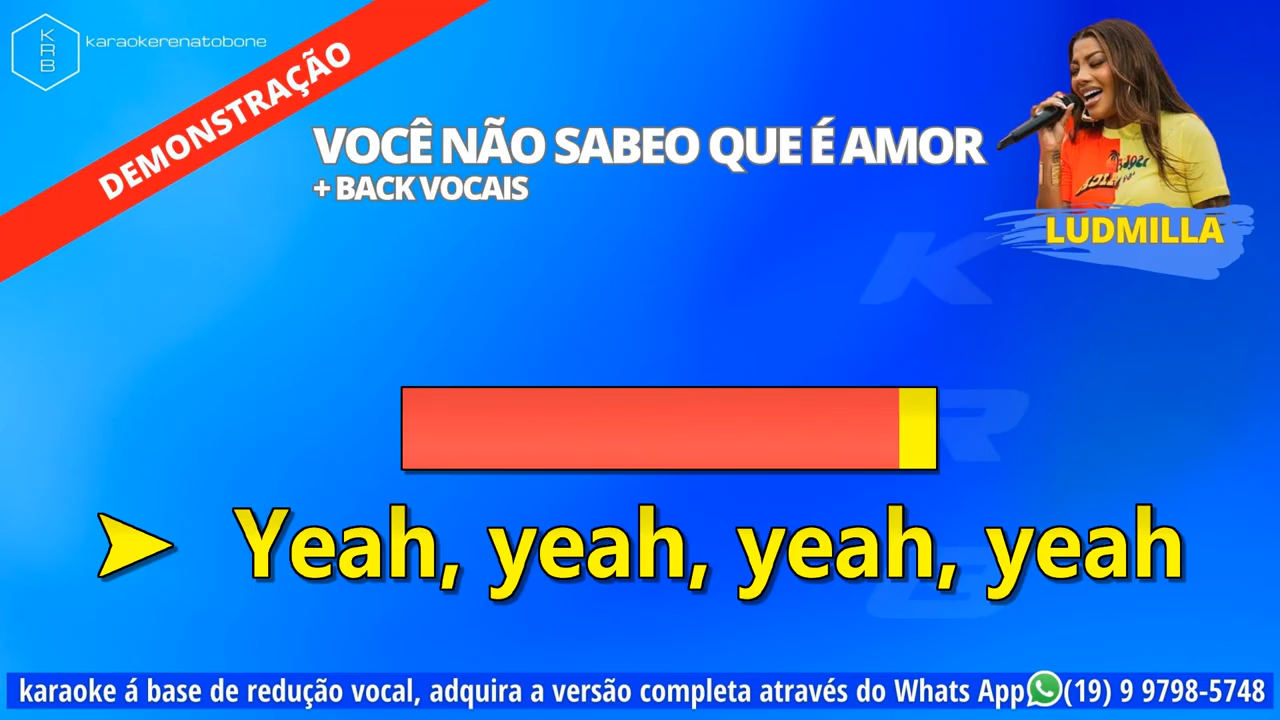 K
R
B
karaokerenatobone
DEMONSTRAÇÃO
VOCÊ NÃO SABEO QUE É AMOR
+ BACK VOCAIS
LUDMILLA
K
R
B
Yeah, yeah, yeah, yeah
karaoke á base de redução vocal, adquira a versão completa através do Whats App (19) 9 9798-5748